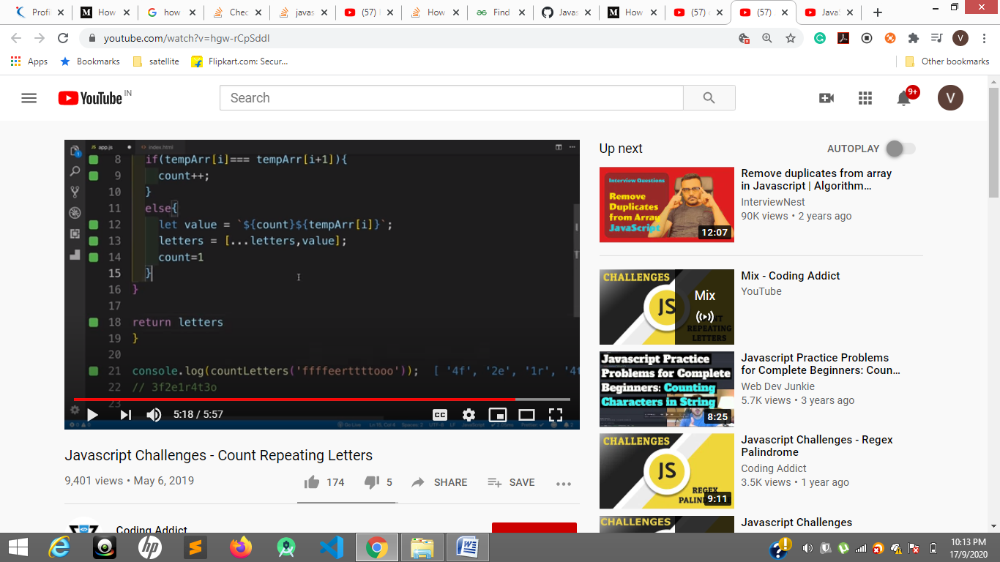 Profi
How
how
Chec
javas
(57)
How
Find
Javas
How
(57)
(57)
JavaS
youtube.com/watch?v=hgw-rCpSddI
V
Apps
Bookmarks
satellite
Flipkart.com: Secur...
Other bookmarks
YouTube IN
Search
9+
V
app.js
index.html
8 if(tempArr[i]=== tempArr[i+1]){
9 count++;
10 }
11 else{
12 let value = `${count}${tempArr[i]}`;
13 letters = [...letters,value];
14 count=1
15 }
16 }
17
18 return letters
19 }
20
21 console.log(countLetters('ffffeerttttooo')); [ '4f', '2e', '1r', '4t
22 // 3f2e1r4t3o
23
5:18 / 5:57
CC
Javascript Challenges - Count Repeating Letters
9,401 views • May 6, 2019
174
5
SHARE
SAVE
Coding Addict
Up next
AUTOPLAY
Interview Questions
Remove
Duplicates
from Array
JavaScript
12:07
Remove duplicates from array
in Javascript | Algorithm...
InterviewNest
90K views • 2 years ago
CHALLENGES
JS
Mix
REPEATING
LETTERS
Mix - Coding Addict
YouTube
Javascript Practice
Problems for Complete
Beginners: Counting
Characters in String
8:25
Javascript Practice Problems
for Complete Beginners: Coun...
Web Dev Junkie
5.7K views • 3 years ago
CHALLENGES
JS
REGEX
9:11
Javascript Challenges - Regex
Palindrome
Coding Addict
3.5K views • 1 year ago
CHALLENGES
Javascript Challenges
10:13 PM
17/9/2020